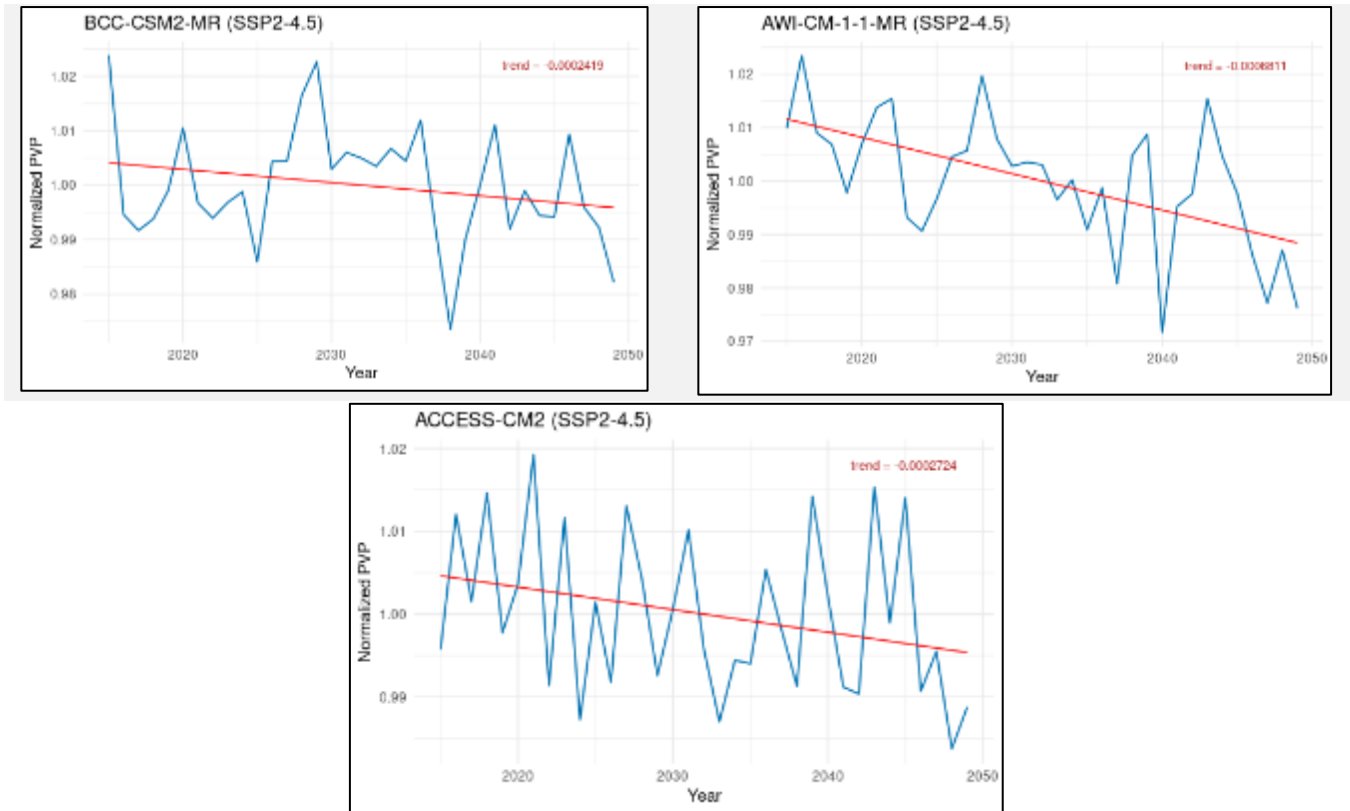 BCC-CSM2-MR (SSP2-4.5)
trend = -0.0002419
1.02
1.01
1.00
0.99
0.98
Normalized PVP
2020 2030 2040 2050
Year
AWI-CM-1-1-MR (SSP2-4.5)
trend = -0.0006811
1.02
1.01
1.00
0.99
0.98
0.97
Normalized PVP
2020 2030 2040 2050
Year
ACCESS-CM2 (SSP2-4.5)
trend = -0.0002724
1.02
1.01
1.00
0.99
Normalized PVP
2020 2030 2040 2050
Year